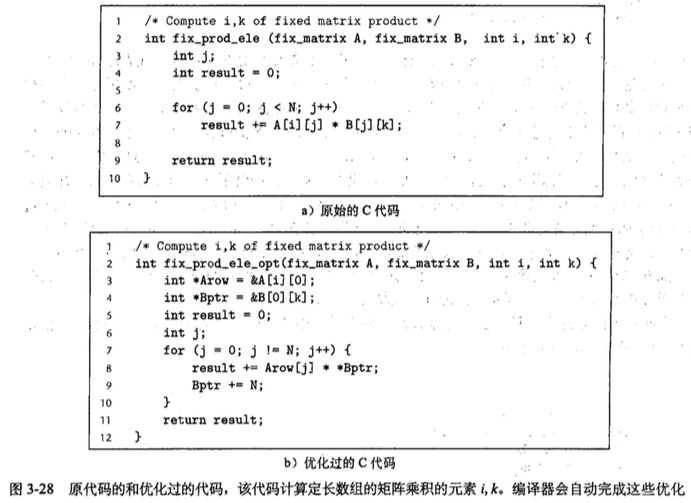 1 /* Compute i,k of fixed matrix product */
2 int fix_prod_ele (fix_matrix A, fix_matrix B, int i, int k) {
3 int j;
4 int result = 0;
5
6 for (j = 0; j < N; j++)
7 result += A[i][j] * B[j][k];
8
9 return result;
10 }
a) 原始的 C 代码
1 /* Compute i,k of fixed matrix product */
2 int fix_prod_ele_opt(fix_matrix A, fix_matrix B, int i, int k) {
3 int *Arow = &A[i][0];
4 int *Bptr = &B[0][k];
5 int result = 0;
6 int j;
7 for (j = 0; j != N; j++) {
8 result += Arow[j] * *Bptr;
9 Bptr += N;
10 }
11 return result;
12 }
b) 优化过的 C 代码
图 3-28 原代码的和优化过的代码，该代码计算定长数组的矩阵乘积的元素 i, k。编译器会自动完成这些优化